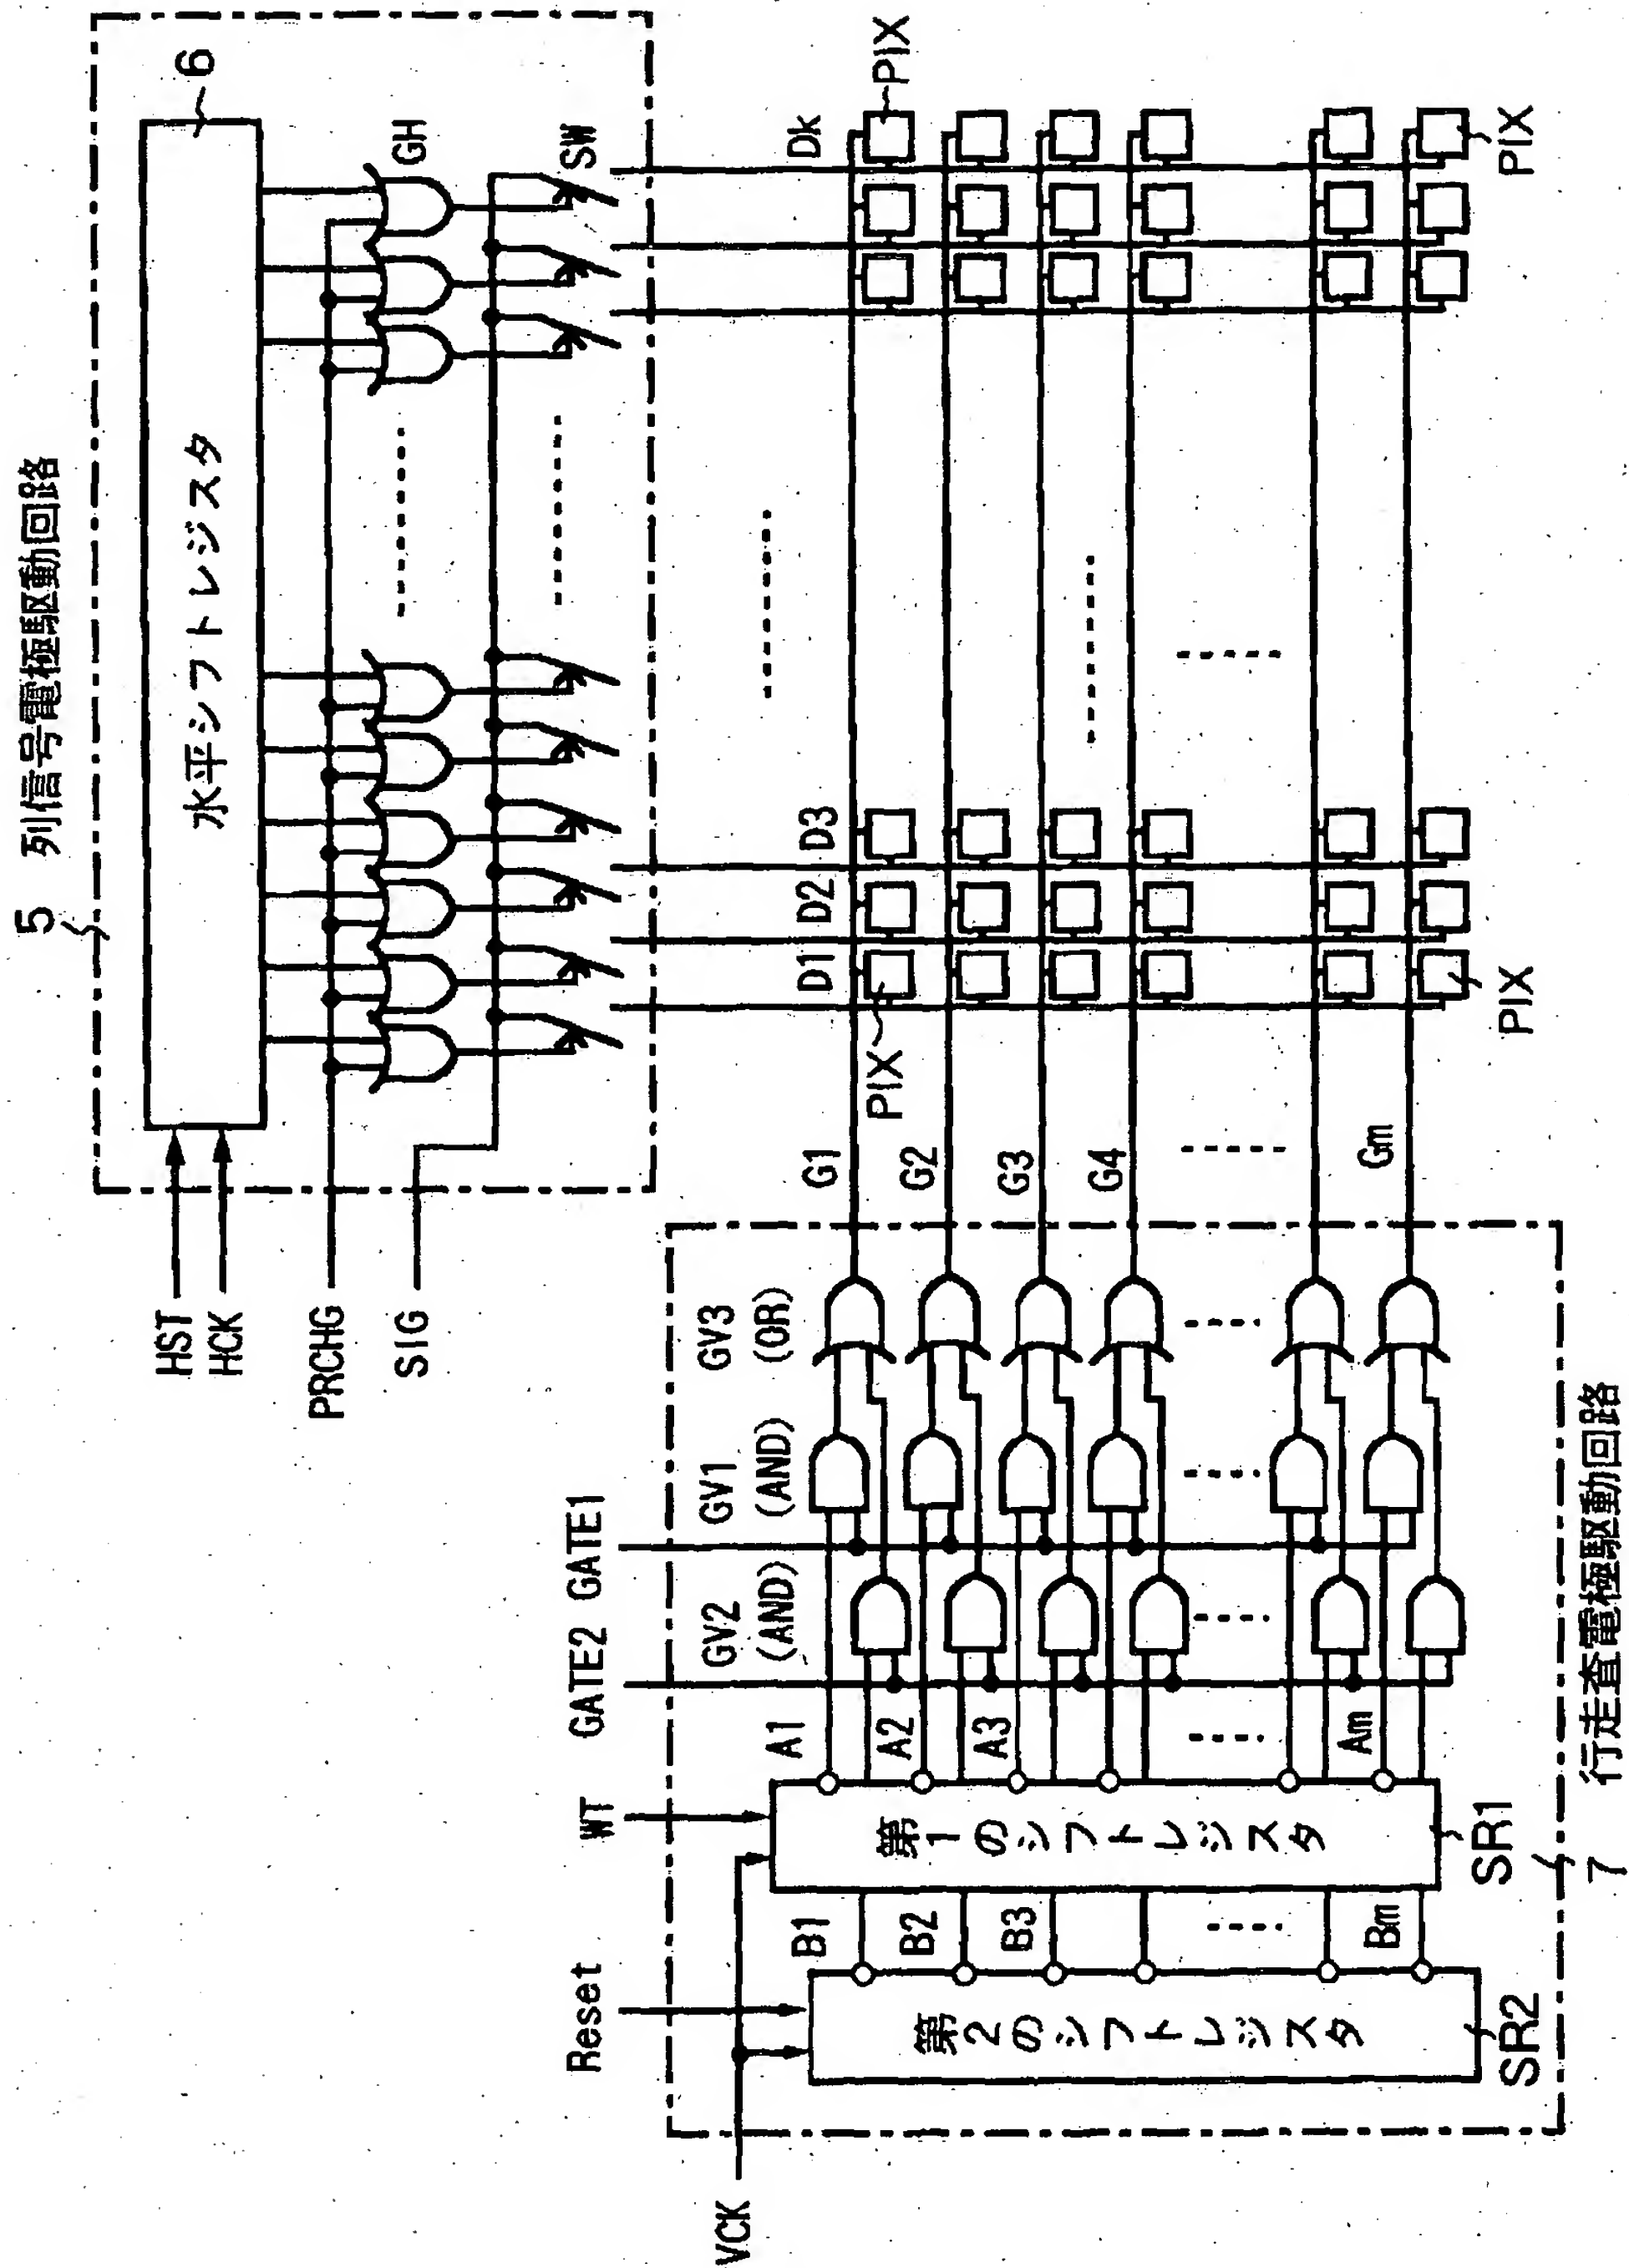 5 列信号電極駆動回路
水平シフトレジスタ
6
HST
HCK
PRCHG
SIG
GH
SW
D1
D2
D3
Dk
PIX
PIX
PIX
PIX
G1
G2
G3
G4
Gm
GATE2
GATE1
GV2
(AND)
GV1
(AND)
GV3
(OR)
WT
Reset
VCK
A1
A2
A3
Am
B1
B2
B3
Bm
第1のシフトレジスタ
SR1
第2のシフトレジスタ
SR2
7
行走査電極駆動回路